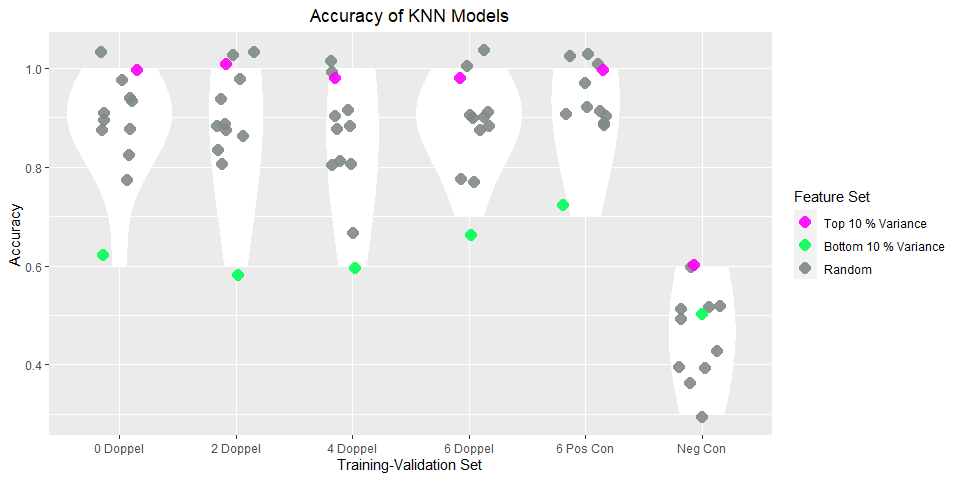 Accuracy of KNN Models
Accuracy
1.0
0.8
0.6
0.4
0 Doppel
2 Doppel
4 Doppel
6 Doppel
6 Pos Con
Neg Con
Training-Validation Set
Feature Set
Top 10 % Variance
Bottom 10 % Variance
Random